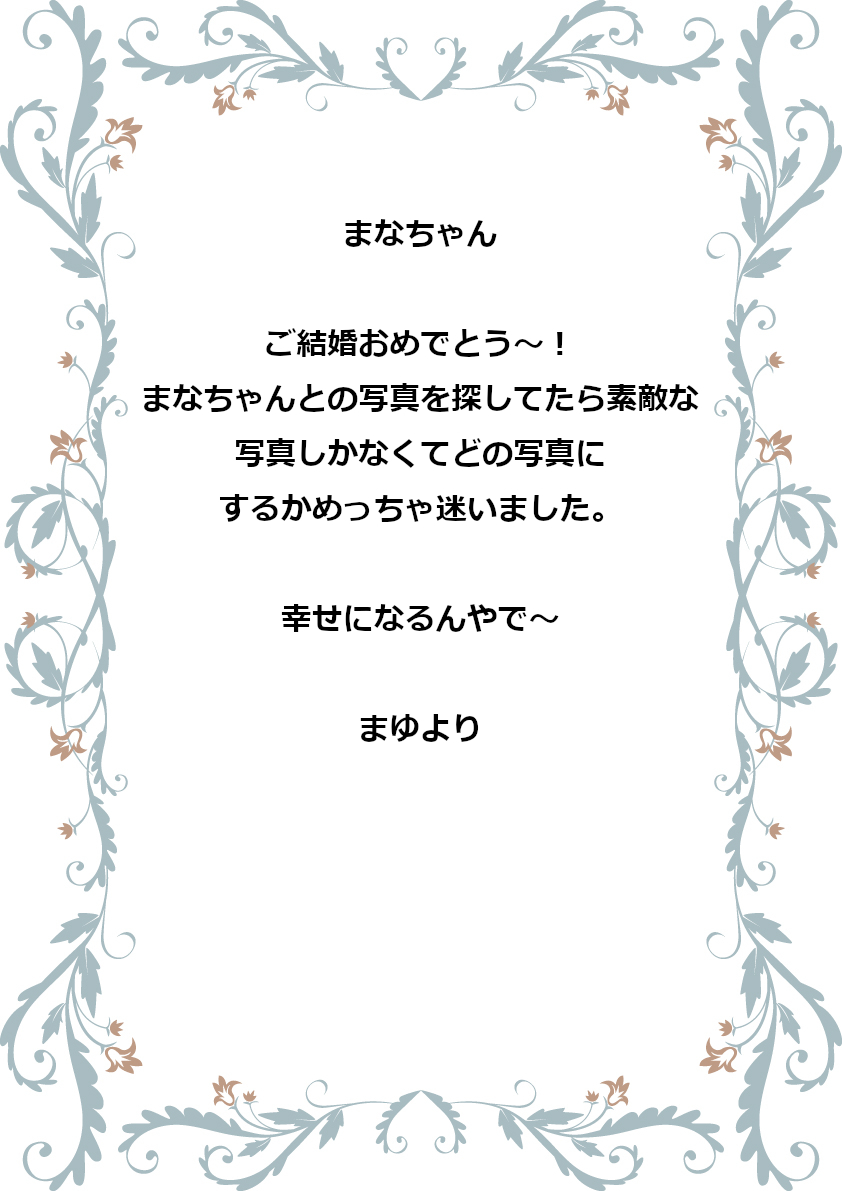 まなちゃん
ご結婚おめでとう～！
まなちゃんとの写真を探してたら素敵な
写真しかなくてどの写真に
するかめっちゃ迷いました。
幸せになるんやで～
まゆより